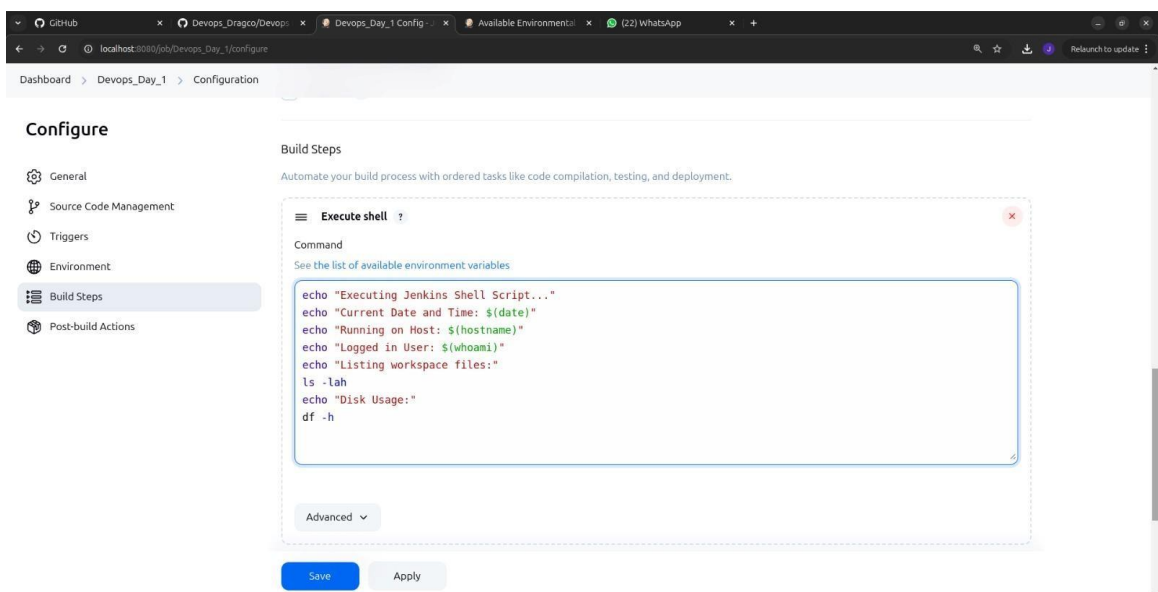 GitHub
Devops_Dragco/Devops
Devops_Day_1 Config - J
Available Environmental
(22) WhatsApp
localhost:8080/job/Devops_Day_1/configure
J
Relaunch to update
Dashboard > Devops_Day_1 > Configuration
Configure
General
Source Code Management
Triggers
Environment
Build Steps
Post-build Actions
Build Steps
Automate your build process with ordered tasks like code compilation, testing, and deployment.
Execute shell ?
Command
See the list of available environment variables
echo "Executing Jenkins Shell Script..."
echo "Current Date and Time: $(date)"
echo "Running on Host: $(hostname)"
echo "Logged in User: $(whoami)"
echo "Listing workspace files:"
ls -lah
echo "Disk Usage:"
df -h
Advanced
Save
Apply